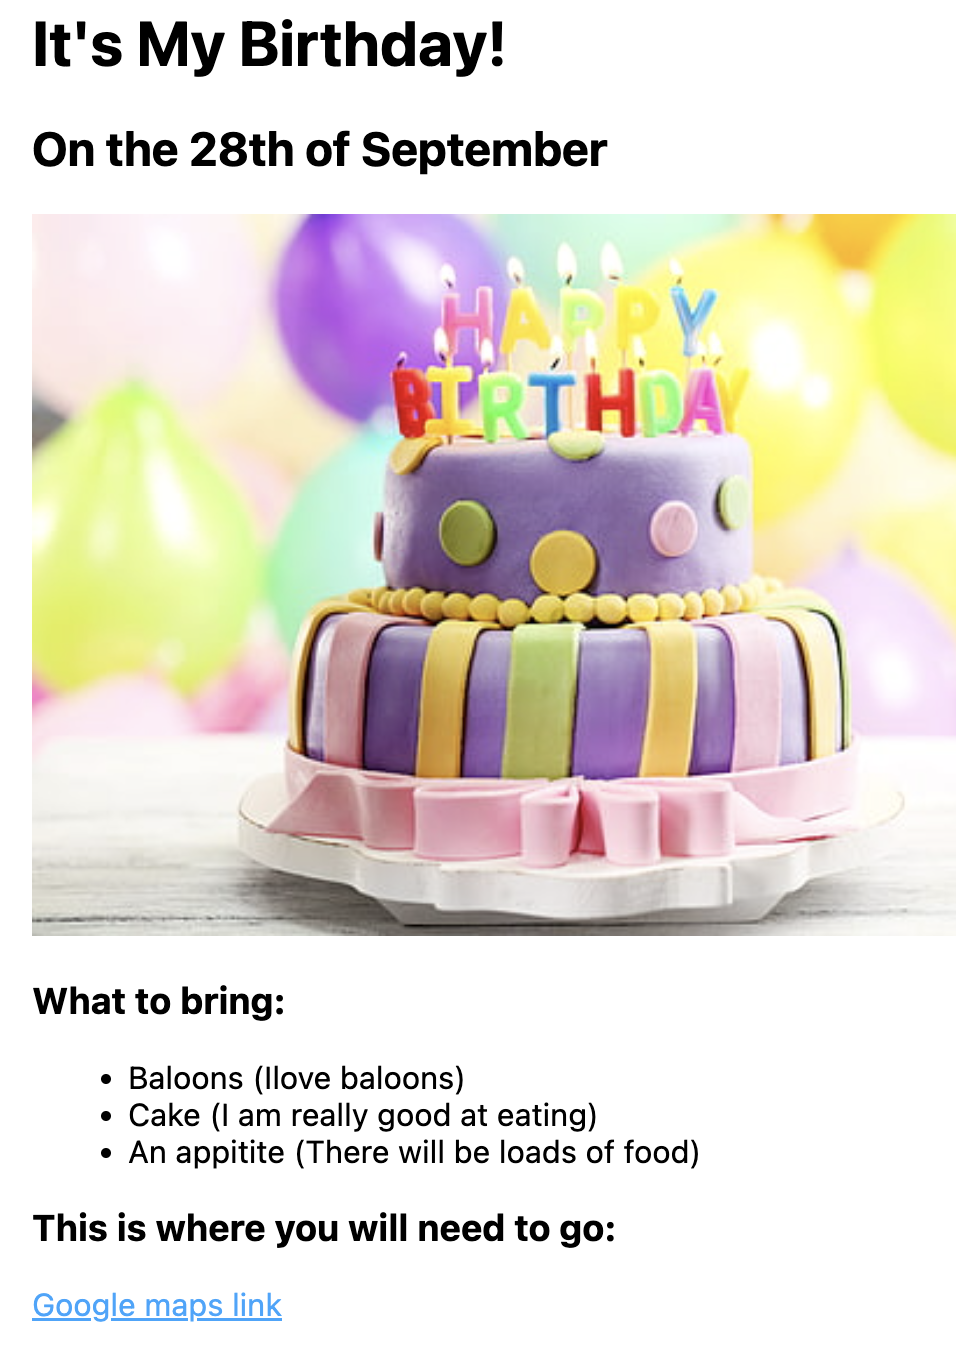 It's My Birthday!
On the 28th of September
HAPPY
BIRTHDAY
What to bring:
Baloons (Ilove baloons)
Cake (I am really good at eating)
An appitite (There will be loads of food)
This is where you will need to go:
Google maps link